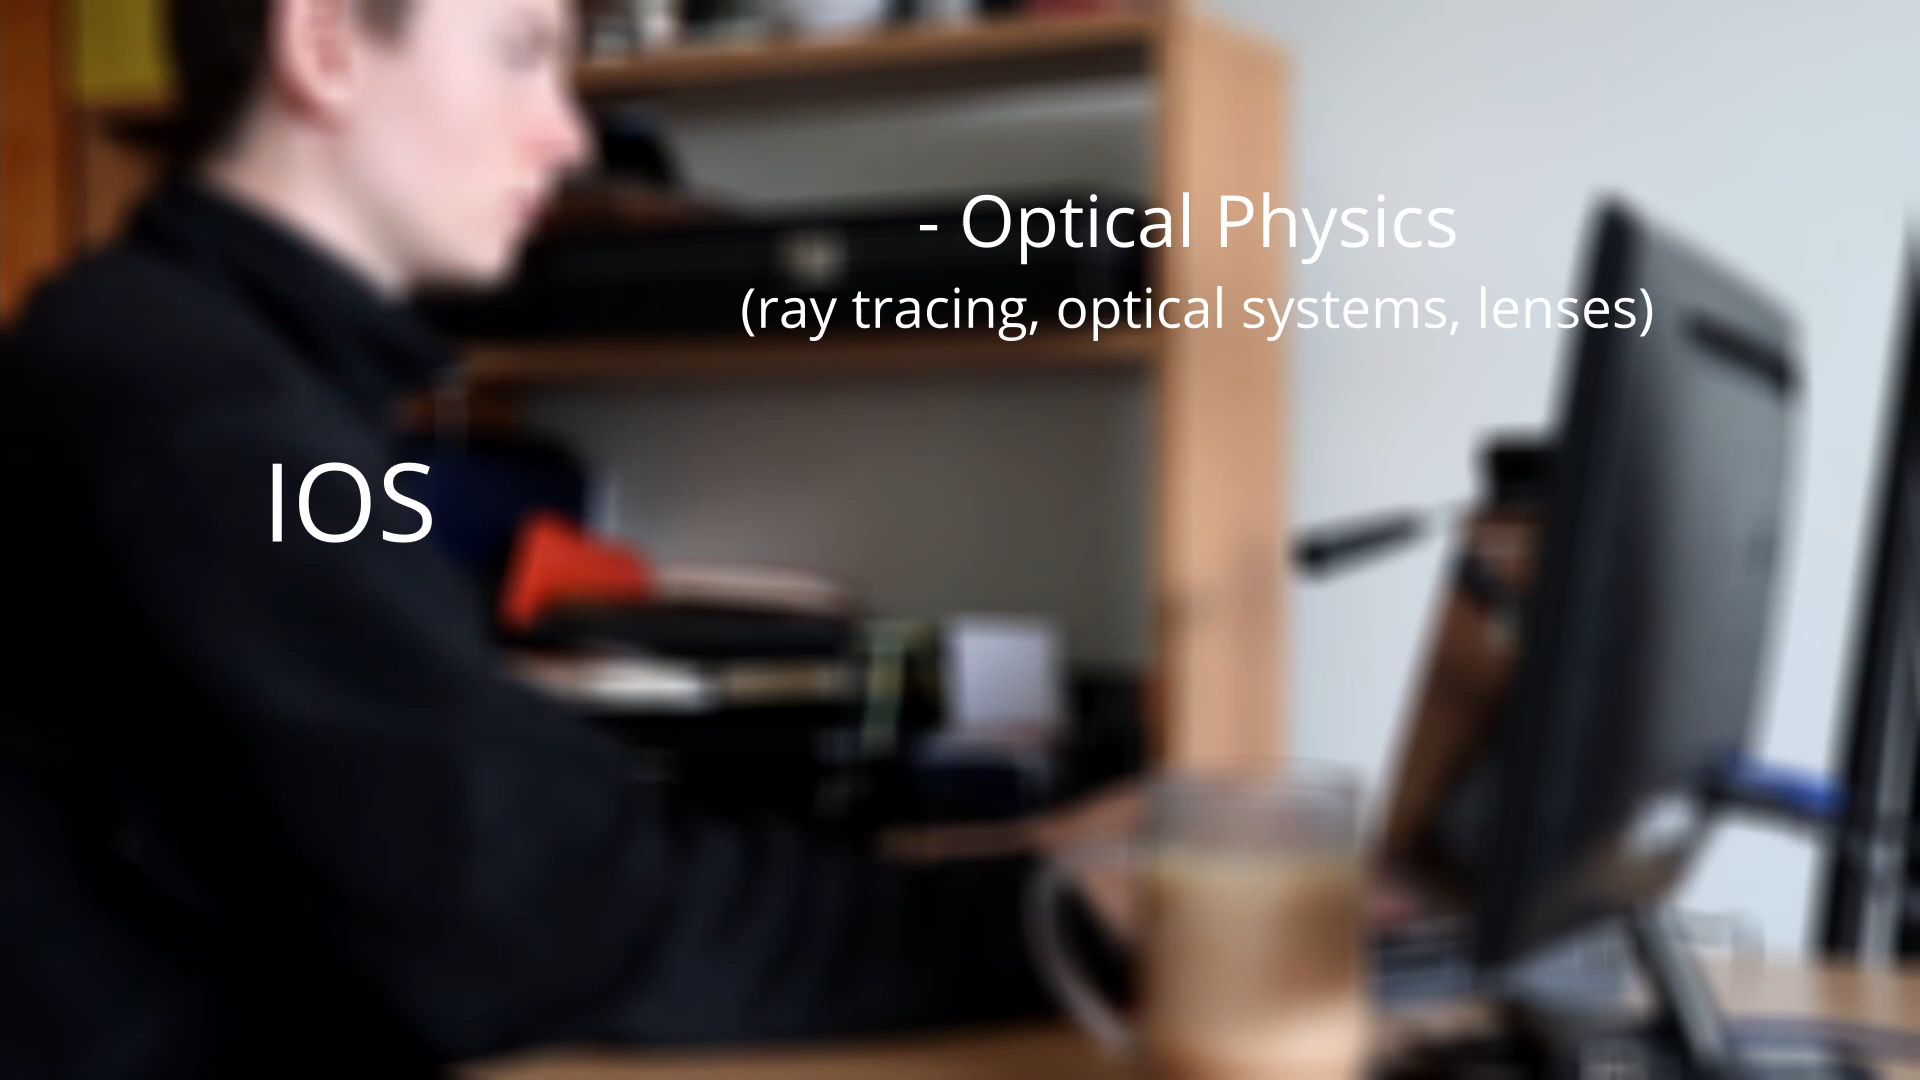 - Optical Physics
(ray tracing, optical systems, lenses)
IOS